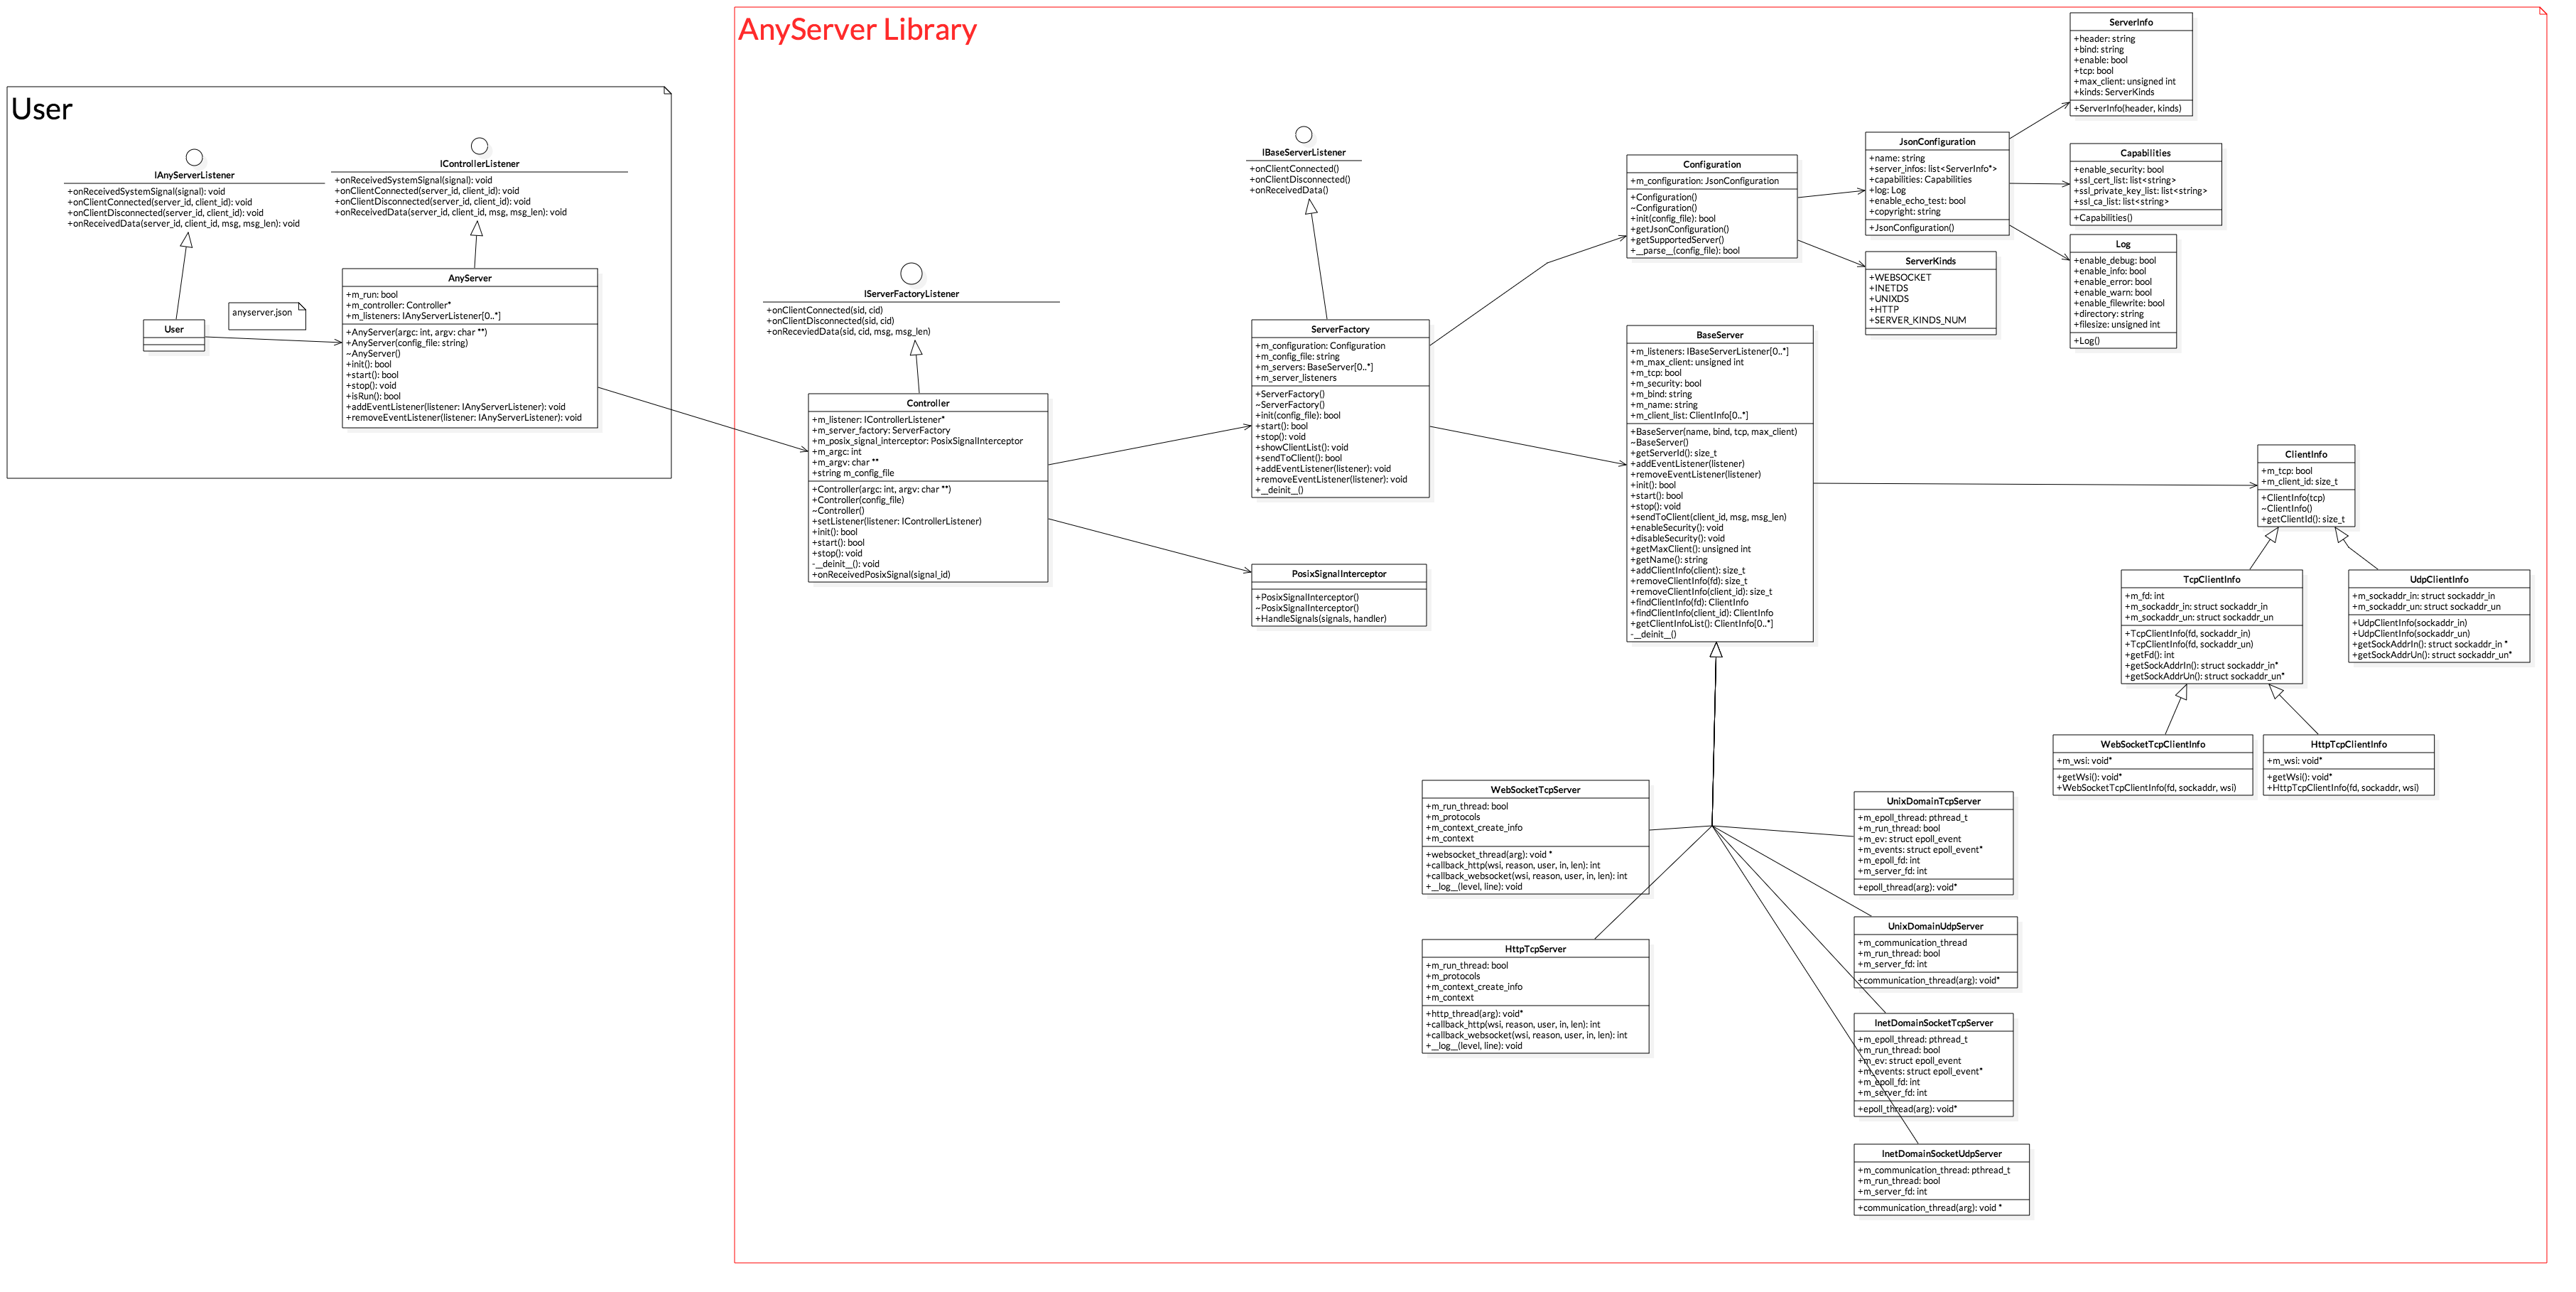 User
IAnyServerListener
+onReceivedSystemSignal(signal): void
+onClientConnected(server_id, client_id): void
+onClientDisconnected(server_id, client_id): void
+onReceivedData(server_id, client_id, msg, msg_len): void
IControllerListener
+onReceivedSystemSignal(signal): void
+onClientConnected(server_id, client_id): void
+onClientDisconnected(server_id, client_id): void
+onReceivedData(server_id, client_id, msg, msg_len): void
User
anyserver.json
AnyServer
+m_run: bool
+m_controller: Controller*
+m_listeners: IAnyServerListener[0..*]
+AnyServer(argc: int, argv: char **)
+AnyServer(config_file: string)
~AnyServer()
+init(): bool
+start(): bool
+stop(): void
+isRun(): bool
+addEventListener(listener: IAnyServerListener): void
+removeEventListener(listener: IAnyServerListener): void
AnyServer Library
IServerFactoryListener
+onClientConnected(sid, cid)
+onClientDisconnected(sid, cid)
+onReceviedData(sid, cid, msg, msg_len)
Controller
+m_listener: IControllerListener*
+m_server_factory: ServerFactory
+m_posix_signal_interceptor: PosixSignalInterceptor
+m_argc: int
+m_argv: char **
+string m_config_file
+Controller(argc: int, argv: char **)
+Controller(config_file)
~Controller()
+setListener(listener: IControllerListener)
+init(): bool
+start(): bool
+stop(): void
-__deinit__(): void
+onReceivedPosixSignal(signal_id)
IBaseServerListener
+onClientConnected()
+onClientDisconnected()
+onReceivedData()
ServerFactory
+m_configuration: Configuration
+m_config_file: string
+m_servers: BaseServer[0..*]
+m_server_listeners
+ServerFactory()
~ServerFactory()
+init(config_file): bool
+start(): bool
+stop(): void
+showClientList(): void
+sendToClient(): bool
+addEventListener(listener): void
+removeEventListener(listener): void
+__deinit__()
PosixSignalInterceptor
+PosixSignalInterceptor()
~PosixSignalInterceptor()
+HandleSignals(signals, handler)
Configuration
+m_configuration: JsonConfiguration
+Configuration()
~Configuration()
+init(config_file): bool
+getJsonConfiguration()
+getSupportedServer()
+__parse__(config_file): bool
JsonConfiguration
+name: string
+server_infos: list<ServerInfo*>
+capabilities: Capabilities
+log: Log
+enable_echo_test: bool
+copyright: string
+JsonConfiguration()
ServerKinds
+WEBSOCKET
+INETDS
+UNIXDS
+HTTP
+SERVER_KINDS_NUM
ServerInfo
+header: string
+bind: string
+enable: bool
+tcp: bool
+max_client: unsigned int
+kinds: ServerKinds
+ServerInfo(header, kinds)
Capabilities
+enable_security: bool
+ssl_cert_list: list<string>
+ssl_private_key_list: list<string>
+ssl_ca_list: list<string>
+Capabilities()
Log
+enable_debug: bool
+enable_info: bool
+enable_error: bool
+enable_warn: bool
+enable_filewrite: bool
+directory: string
+filesize: unsigned int
+Log()
BaseServer
+m_listeners: IBaseServerListener[0..*]
+m_max_client: unsigned int
+m_tcp: bool
+m_security: bool
+m_bind: string
+m_name: string
+m_client_list: ClientInfo[0..*]
+BaseServer(name, bind, tcp, max_client)
~BaseServer()
+getServerId(): size_t
+addEventListener(listener)
+removeEventListener(listener)
+init(): bool
+start(): bool
+stop(): void
+sendToClient(client_id, msg, msg_len)
+enableSecurity(): void
+disableSecurity(): void
+getMaxClient(): unsigned int
+getName(): string
+addClientInfo(client): size_t
+removeClientInfo(fd): size_t
+removeClientInfo(client_id): size_t
+findClientInfo(fd): ClientInfo
+findClientInfo(client_id): ClientInfo
+getClientInfoList(): ClientInfo[0..*]
-__deinit__()
ClientInfo
+m_tcp: bool
+m_client_id: size_t
+ClientInfo(tcp)
~ClientInfo()
+getClientId(): size_t
TcpClientInfo
+m_fd: int
+m_sockaddr_in: struct sockaddr_in
+m_sockaddr_un: struct sockaddr_un
+TcpClientInfo(fd, sockaddr_in)
+TcpClientInfo(fd, sockaddr_un)
+getFd(): int
+getSockAddrIn(): struct sockaddr_in*
+getSockAddrUn(): struct sockaddr_un*
UdpClientInfo
+m_sockaddr_in: struct sockaddr_in
+m_sockaddr_un: struct sockaddr_un
+UdpClientInfo(sockaddr_in)
+UdpClientInfo(sockaddr_un)
+getSockAddrIn(): struct sockaddr_in *
+getSockAddrUn(): struct sockaddr_un*
WebSocketTcpClientInfo
+m_wsi: void*
+getWsi(): void*
+WebSocketTcpClientInfo(fd, sockaddr, wsi)
HttpTcpClientInfo
+m_wsi: void*
+getWsi(): void*
+HttpTcpClientInfo(fd, sockaddr, wsi)
WebSocketTcpServer
+m_run_thread: bool
+m_protocols
+m_context_create_info
+m_context
+websocket_thread(arg): void *
+callback_http(wsi, reason, user, in, len): int
+callback_websocket(wsi, reason, user, in, len): int
+__log__(level, line): void
HttpTcpServer
+m_run_thread: bool
+m_protocols
+m_context_create_info
+m_context
+http_thread(arg): void*
+callback_http(wsi, reason, user, in, len): int
+callback_websocket(wsi, reason, user, in, len): int
+__log__(level, line): void
UnixDomainTcpServer
+m_epoll_thread: pthread_t
+m_run_thread: bool
+m_ev: struct epoll_event
+m_events: struct epoll_event*
+m_epoll_fd: int
+m_server_fd: int
+epoll_thread(arg): void*
UnixDomainUdpServer
+m_communication_thread
+m_run_thread: bool
+m_server_fd: int
+communication_thread(arg): void*
InetDomainSocketTcpServer
+m_epoll_thread: pthread_t
+m_run_thread: bool
+m_ev: struct epoll_event
+m_events: struct epoll_event*
+m_epoll_fd: int
+m_server_fd: int
+epoll_thread(arg): void*
InetDomainSocketUdpServer
+m_communication_thread: pthread_t
+m_run_thread: bool
+m_server_fd: int
+communication_thread(arg): void *